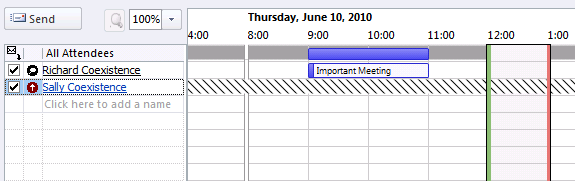 Send 100% Thursday, June 10, 2010
4:00 8:00 9:00 10:00 11:00 12:00 1:00
All Attendees
Richard Coexistence Important Meeting
Sally Coexistence
Click here to add a name